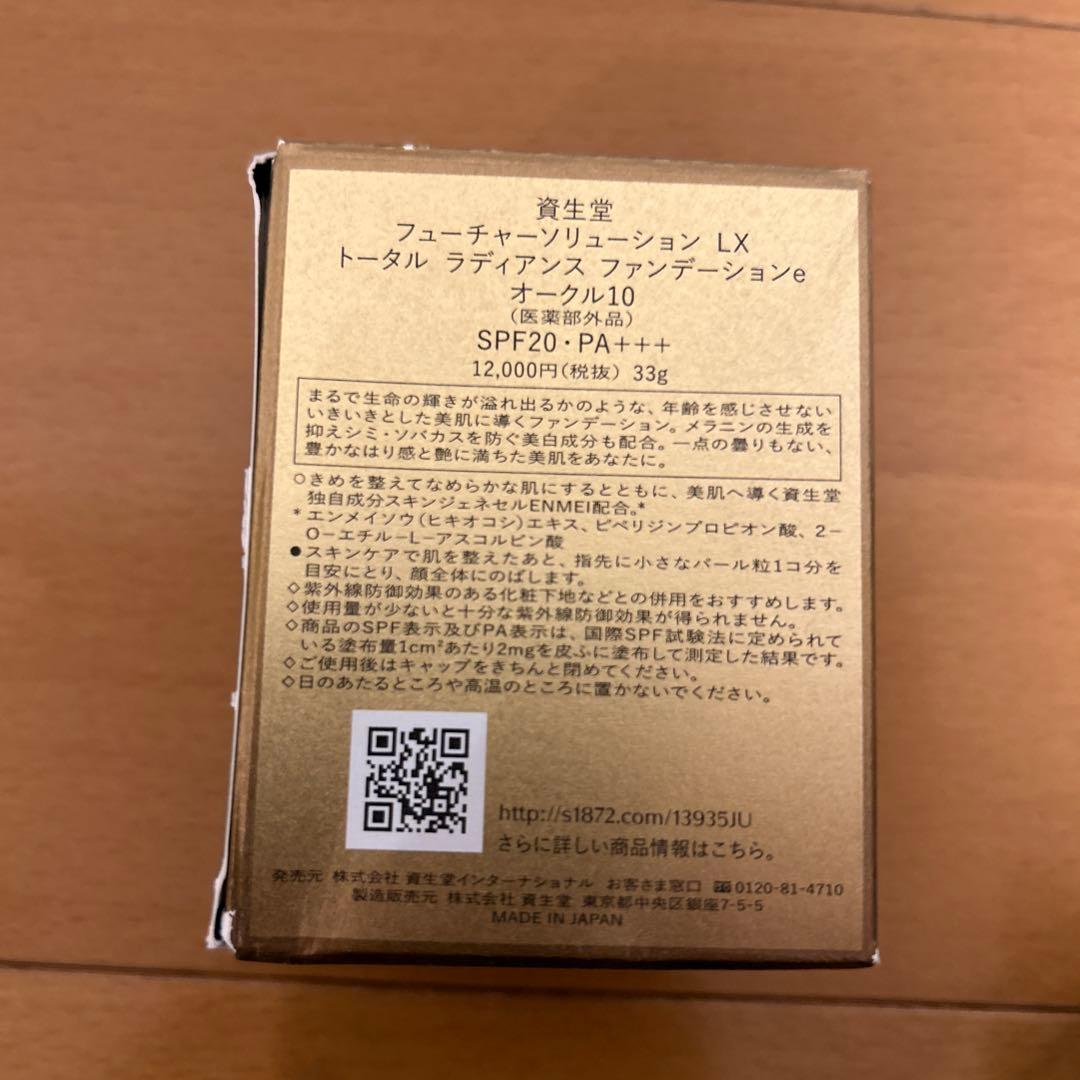 資生堂
フューチャーソリューション LX
トータル ラディアンス ファンデーションe
オークル10
（医薬部外品）
SPF20・PA+++
12,000円（税抜） 33g
まるで生命の輝きが溢れ出るかのような、年齢を感じさせない
いきいきとした美肌に導くファンデーション。メラニンの生成を
抑えシミ・ソバカスを防ぐ美白成分も配合。一点の曇りもない、
豊かなはり感と艶に満ちた美肌をあなたに。
○きめを整えてなめらかな肌にするとともに、美肌へ導く資生堂
独自成分スキンジェネセルENMEI配合。*
* エンメイソウ（ヒキオコシ）エキス、ピペリジンプロピオン酸、2－
O－エチル－L－アスコルビン酸
●スキンケアで肌を整えたあと、指先に小さなパール粒1コ分を
目安にとり、顔全体にのばします。
◇紫外線防御効果のある化粧下地などとの併用をおすすめします。
◇使用量が少ないと十分な紫外線防御効果が得られません。
◇商品のSPF表示及びPA表示は、国際SPF試験法に定められて
いる塗布量1cm²あたり2mgを皮ふに塗布して測定した結果です。
◇ご使用後はキャップをきちんと閉めてください。
◇日のあたるところや高温のところに置かないでください。
http://s1872.com/13935JU
さらに詳しい商品情報はこちら。
発売元 株式会社 資生堂インターナショナル お客さま窓口 0120-81-4710
製造販売元 株式会社 資生堂 東京都中央区銀座7-5-5
MADE IN JAPAN